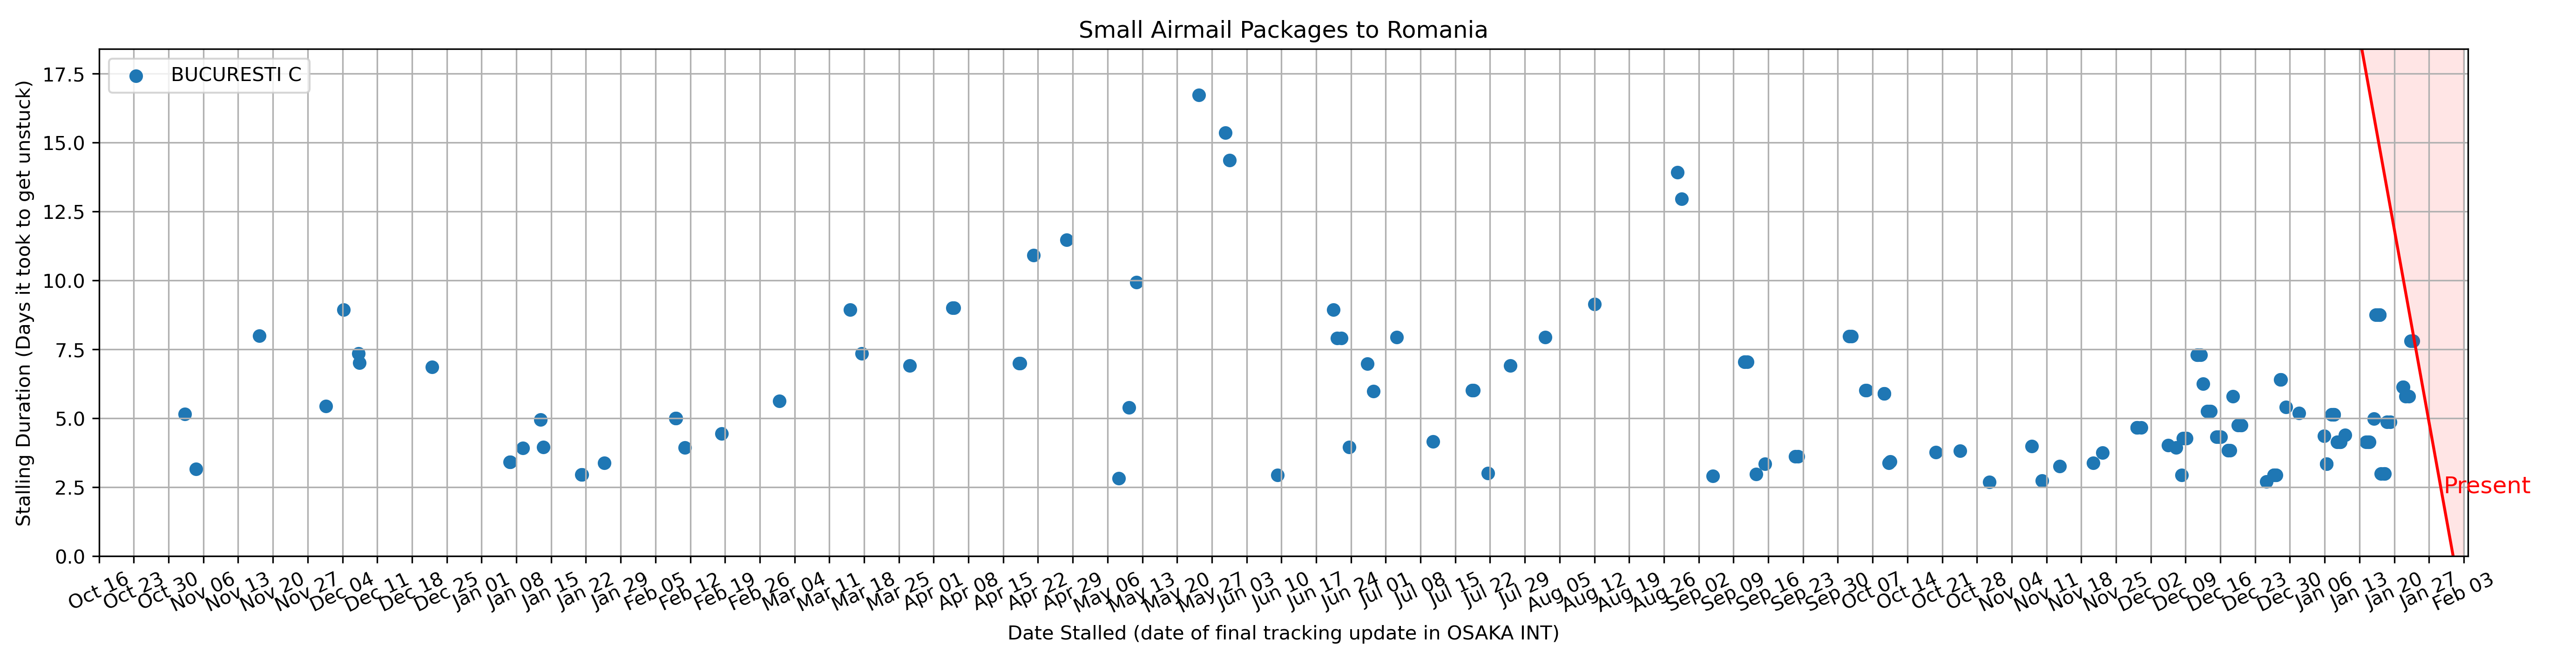 Small Airmail Packages to Romania
BUCURESTI C
Stalling Duration (Days it took to get unstuck)
17.5
15.0
12.5
10.0
7.5
5.0
2.5
0.0
Present
Oct 16 Oct 23 Oct 30 Nov 06 Nov 13 Nov 20 Nov 27 Dec 04 Dec 11 Dec 18 Dec 25 Jan 01 Jan 08 Jan 15 Jan 22 Jan 29 Feb 05 Feb 12 Feb 19 Feb 26 Mar 04 Mar 11 Mar 18 Mar 25 Apr 01 Apr 08 Apr 15 Apr 22 Apr 29 May 06 May 13 May 20 May 27 Jun 03 Jun 10 Jun 17 Jun 24 Jul 01 Jul 08 Jul 15 Jul 22 Jul 29 Aug 05 Aug 12 Aug 19 Aug 26 Sep 02 Sep 09 Sep 16 Sep 23 Sep 30 Oct 07 Oct 14 Oct 21 Oct 28 Nov 04 Nov 11 Nov 18 Nov 25 Dec 02 Dec 09 Dec 16 Dec 23 Dec 30 Jan 06 Jan 13 Jan 20 Jan 27 Feb 03
Date Stalled (date of final tracking update in OSAKA INT)